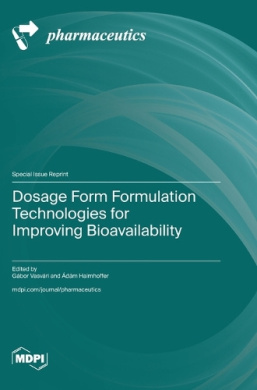 pharmaceutics
Special Issue Reprint
Dosage Form Formulation
Technologies for
Improving Bioavailability
Edited by
Gábor Vasvári and Ádám Haimhoffer
mdpi.com/journal/pharmaceutics
MDPI